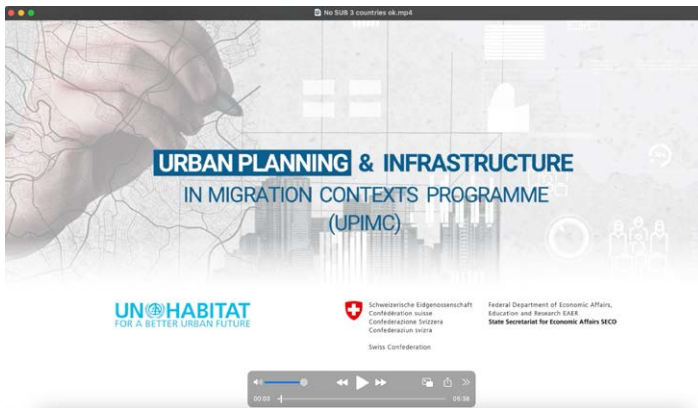 No SUB 3 countries ok.mp4
URBAN PLANNING & INFRASTRUCTURE
IN MIGRATION CONTEXTS PROGRAMME
(UPIMC)
UN HABITAT
FOR A BETTER URBAN FUTURE
Schweizerische Eidgenossenschaft
Confédération suisse
Confederazione Svizzera
Confederaziun svizra
Swiss Confederation
Federal Department of Economic Affairs,
Education and Research EAER
State Secretariat for Economic Affairs SECO
00:03
05:38